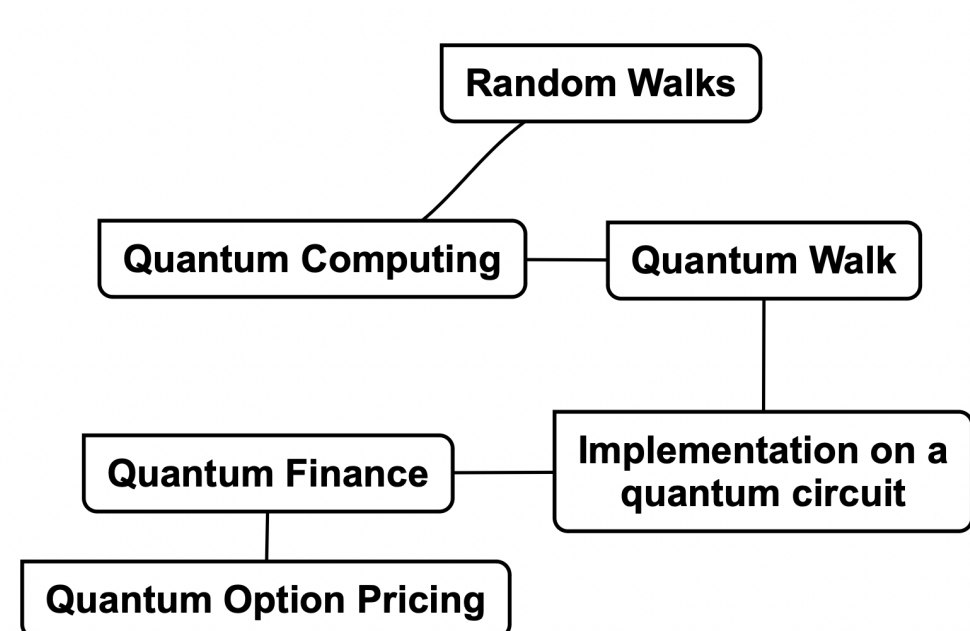 Random Walks
Quantum Computing
Quantum Walk
Implementation on a
quantum circuit
Quantum Finance
Quantum Option Pricing